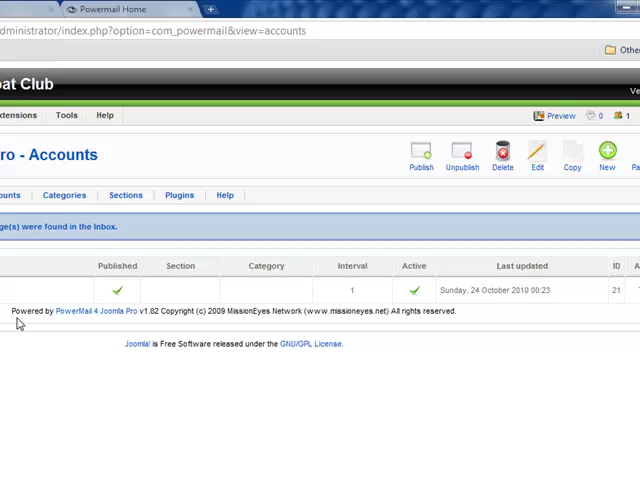 Powermail Home
dministrator/index.php?option=com_powermail&view=accounts
Other
oat Club
Ve
xtensions Tools Help Preview 0 1
ro - Accounts
Publish Unpublish Delete Edit Copy New Pa
ounts Categories Sections Plugins Help
ge(s) were found in the Inbox.
Published Section Category Interval Active Last updated ID A
1 Sunday, 24 October 2010 00:23 21
Powered by PowerMail 4 Joomla Pro v1.82 Copyright (c) 2009 MissionEyes Network (www.missioneyes.net) All rights reserved.
Joomla! is Free Software released under the GNU/GPL License.